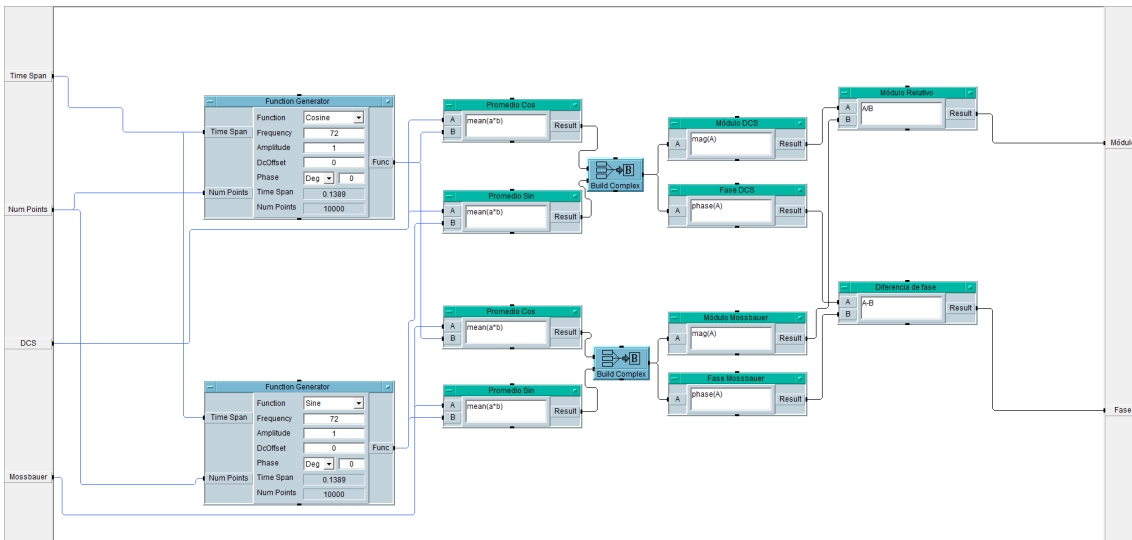 Time Span
Num Points
DCS
Mossbauer
Function Generator
Time Span
Num Points
Function Cosine
Frequency 72
Amplitude 1
DcOffset 0
Phase Deg 0
Time Span 0.1389
Num Points 10000
Func
Function Generator
Time Span
Num Points
Function Sine
Frequency 72
Amplitude 1
DcOffset 0
Phase Deg 0
Time Span 0.1389
Num Points 10000
Func
Promedio Cos
A
B
mean(a*b)
Result
Promedio Sin
A
B
mean(a*b)
Result
Promedio Cos
A
B
mean(a*b)
Result
Promedio Sin
A
B
mean(a*b)
Result
B
Build Complex
B
Build Complex
Módulo DCS
A
mag(A)
Result
Fase DCS
A
phase(A)
Result
Módulo Mossbauer
A
mag(A)
Result
Fase Mossbauer
A
phase(A)
Result
Módulo Relativo
A
B
A/B
Result
Diferencia de fase
A
B
A-B
Result
Módulo
Fase